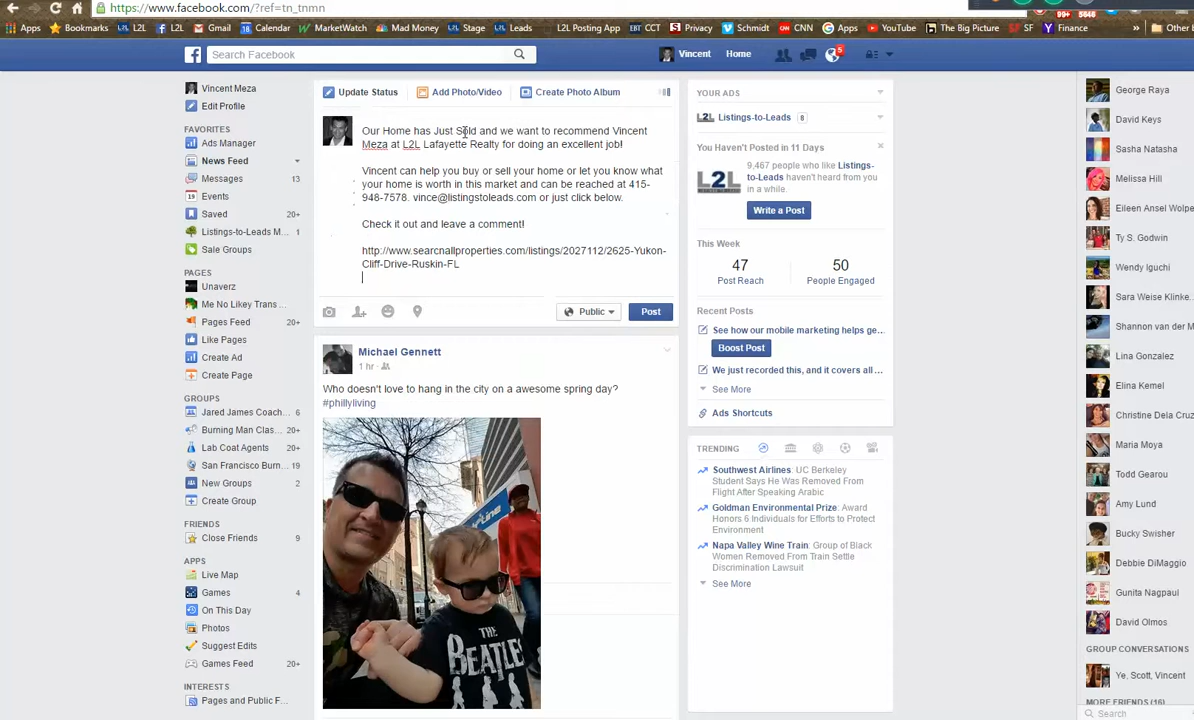 https://www.facebook.com/?ref=tn_tnmn
99+ 5646
Apps Bookmarks L2L L2L Gmail Calendar MarketWatch Mad Money Stage Leads L2L Posting App CCT Privacy Schmidt CNN Apps YouTube The Big Picture SF Finance » Other b
Search Facebook
Vincent Home 5
Vincent Meza
Edit Profile
FAVORITES
Ads Manager
News Feed
Messages 13
Events
Saved 20+
Listings-to-Leads M... 1
Sale Groups
PAGES
Unaverz
Me No Likey Trans ...
Pages Feed 20+
Like Pages
Create Ad
Create Page
GROUPS
Jared James Coach... 6
Burning Man Clas... 20+
Lab Coat Agents 20+
San Francisco Burn... 19
New Groups 2
Create Group
FRIENDS
Close Friends 9
APPS
Live Map
Games 4
On This Day
Photos
Suggest Edits
Games Feed 20+
INTERESTS
Pages and Public F...
Update Status Add Photo/Video Create Photo Album
Our Home has Just Sold and we want to recommend Vincent
Meza at L2L Lafayette Realty for doing an excellent job!
Vincent can help you buy or sell your home or let you know what
your home is worth in this market and can be reached at 415-
948-7578. vince@listingstoleads.com or just click below.
Check it out and leave a comment!
http://www.searcnallproperties.com/listings/2027112/2625-Yukon-
Cliff-Drive-Ruskin-FL
Public Post
Michael Gennett
1 hr
Who doesn't love to hang in the city on a awesome spring day?
#phillyliving
THE
BEATLES
YOUR ADS
Listings-to-Leads 8
You Haven't Posted in 11 Days
L2L
9,467 people who like Listings-
to-Leads haven't heard from you
in a while.
Write a Post
This Week
47 50
Post Reach People Engaged
Recent Posts
See how our mobile marketing helps ge...
Boost Post
We just recorded this, and it covers all ...
See More
Ads Shortcuts
TRENDING
Southwest Airlines: UC Berkeley
Student Says He Was Removed From
Flight After Speaking Arabic
Goldman Environmental Prize: Award
Honors 6 Individuals for Efforts to Protect
Environment
Napa Valley Wine Train: Group of Black
Women Removed From Train Settle
Discrimination Lawsuit
See More
George Raya
David Keys
Sasha Natasha
Melissa Hill
Eileen Ansel Wolpe
Ty S. Godwin
Wendy Iguchi
Sara Weise Klinke...
Shannon van der M
Lina Gonzalez
Elina Kemel
Christine Dela Cruz
Maria Moya
Todd Gearou
Amy Lund
Bucky Swisher
Debbie DiMaggio
Gunita Nagpaul
David Olmos
GROUP CONVERSATIONS
Ye, Scott, Vincent
MORE FRIENDS (16)
Search